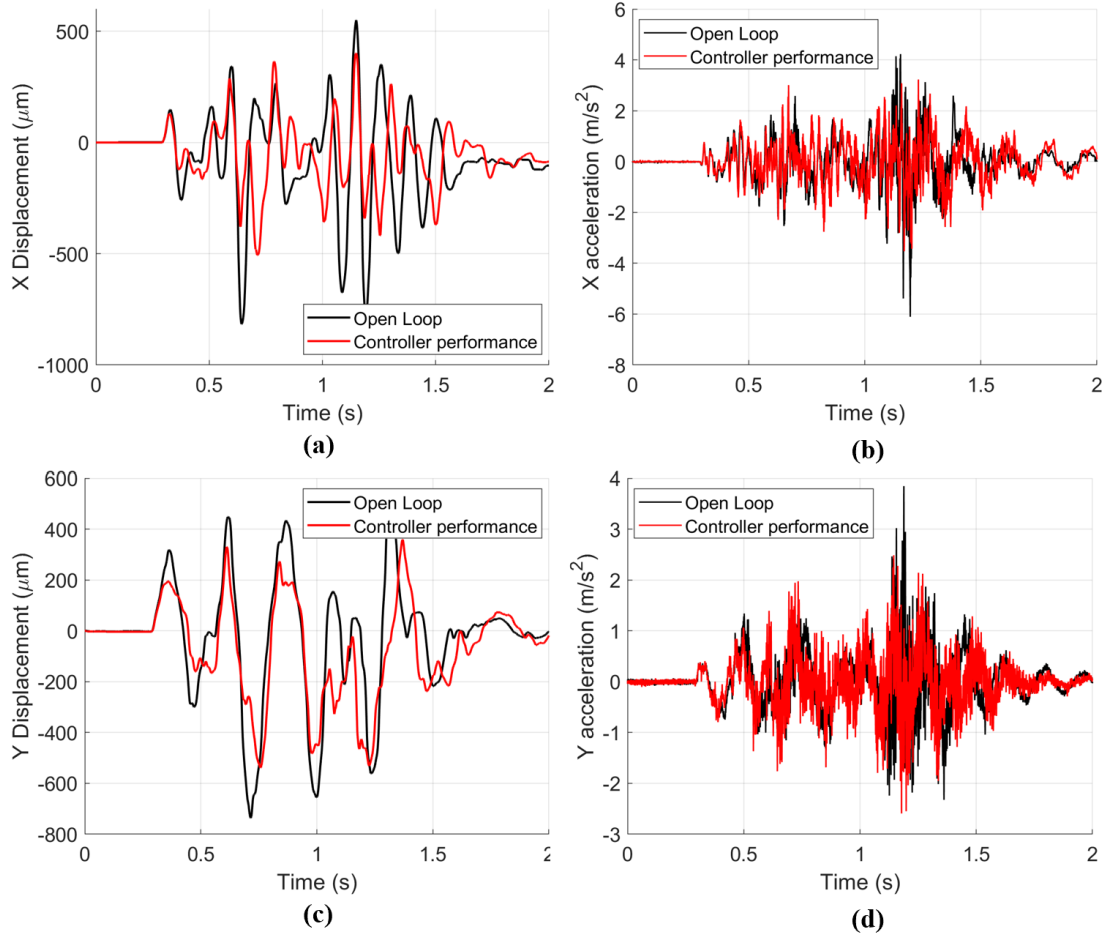 500
0
-500
-1000
X Displacement (μm)
Open Loop
Controller performance
0
0.5
1
1.5
2
Time (s)
(a)
6
4
2
0
-2
-4
-6
-8
X acceleration (m/s²)
Open Loop
Controller performance
0
0.5
1
1.5
2
Time (s)
(b)
600
400
200
0
-200
-400
-600
-800
Y Displacement (μm)
Open Loop
Controller performance
0
0.5
1
1.5
2
Time (s)
(c)
4
3
2
1
0
-1
-2
-3
Y acceleration (m/s²)
Open Loop
Controller performance
0
0.5
1
1.5
2
Time (s)
(d)